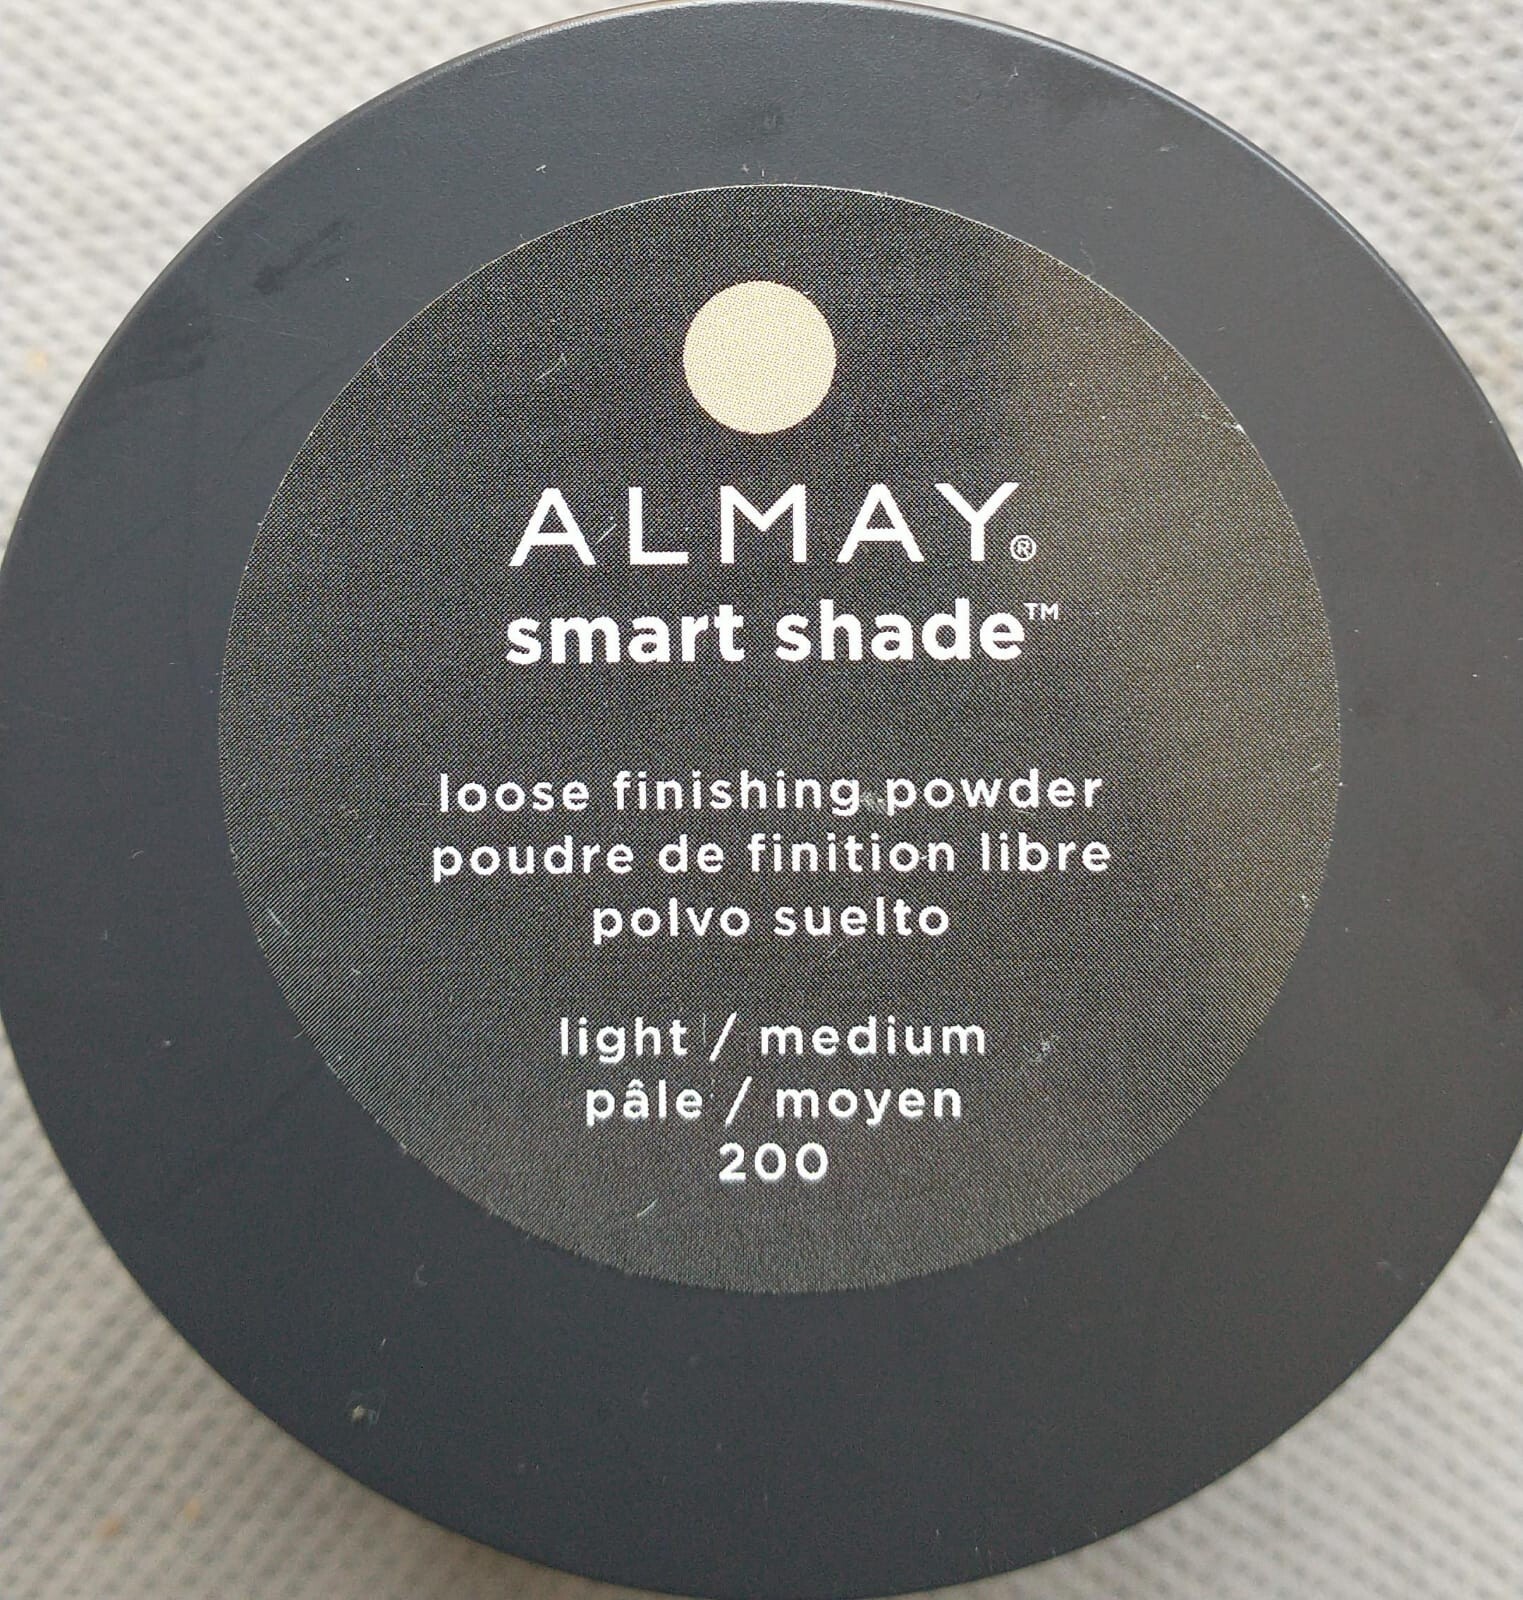 ALMAY®
smart shade™
loose finishing powder
poudre de finition libre
polvo suelto
light / medium
pâle / moyen
200